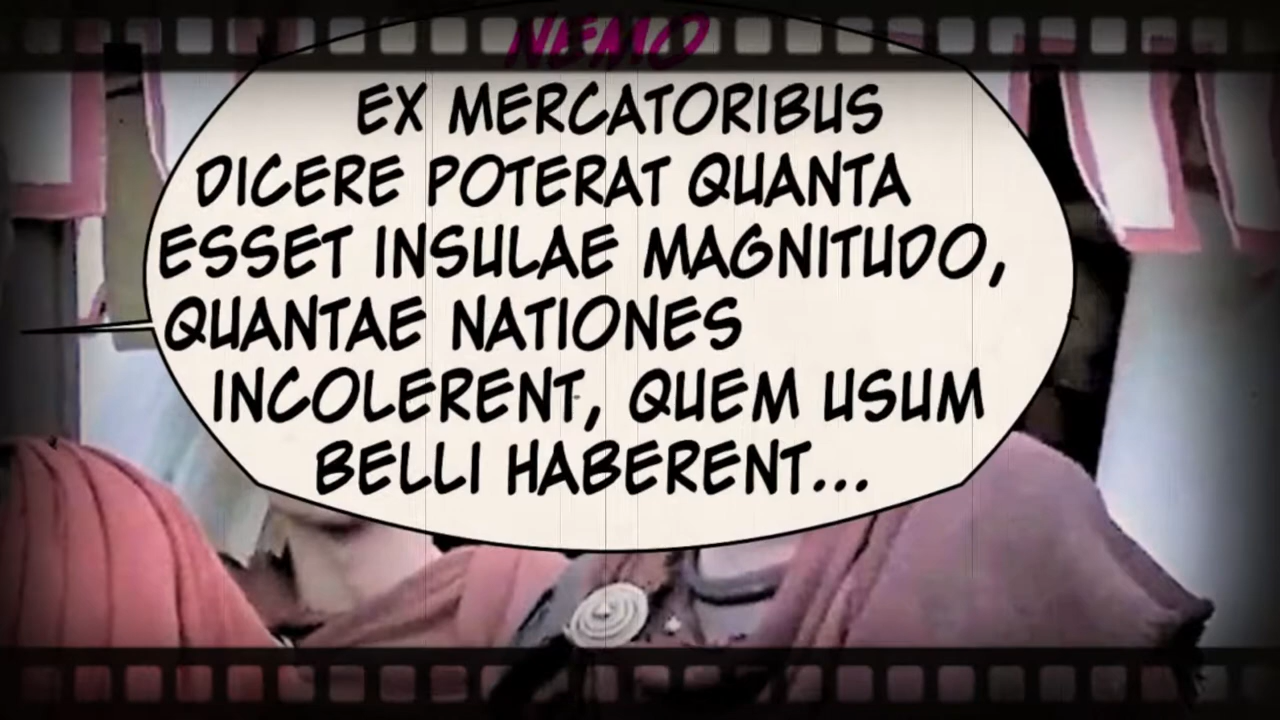 NEMO
EX MERCATORIBUS
DICERE POTERAT QUANTA
ESSET INSULAE MAGNITUDO,
QUANTAE NATIONES
INCOLERENT, QUEM USUM
BELLI HABERENT...